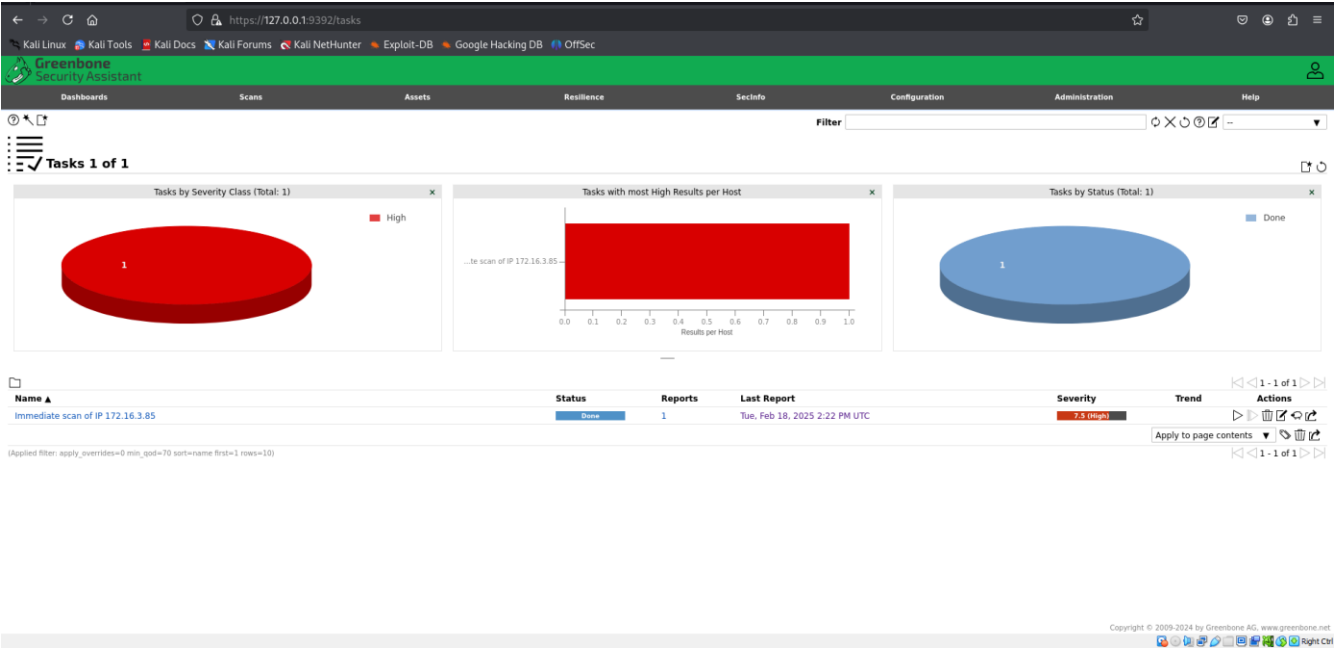 https://127.0.0.1:9392/tasks
Kali Linux Kali Tools Kali Docs Kali Forums Kali NetHunter Exploit-DB Google Hacking DB OffSec
Greenbone
Security Assistant
Dashboards Scans Assets Resilience SecInfo Configuration Administration Help
Filter --
Tasks 1 of 1
Tasks by Severity Class (Total: 1) × Tasks with most High Results per Host × Tasks by Status (Total: 1) ×
High
Done
1
...te scan of IP 172.16.3.85
1
0.0 0.1 0.2 0.3 0.4 0.5 0.6 0.7 0.8 0.9 1.0
Results per Host
1 - 1 of 1
Name ▲ Status Reports Last Report Severity Trend Actions
Immediate scan of IP 172.16.3.85 Done 1 Tue, Feb 18, 2025 2:22 PM UTC 7.5 (High)
Apply to page contents ▼
(Applied filter: apply_overrides=0 min_qod=70 sort=name first=1 rows=10) 1 - 1 of 1
Copyright © 2009-2024 by Greenbone AG, www.greenbone.net
Right Ctrl